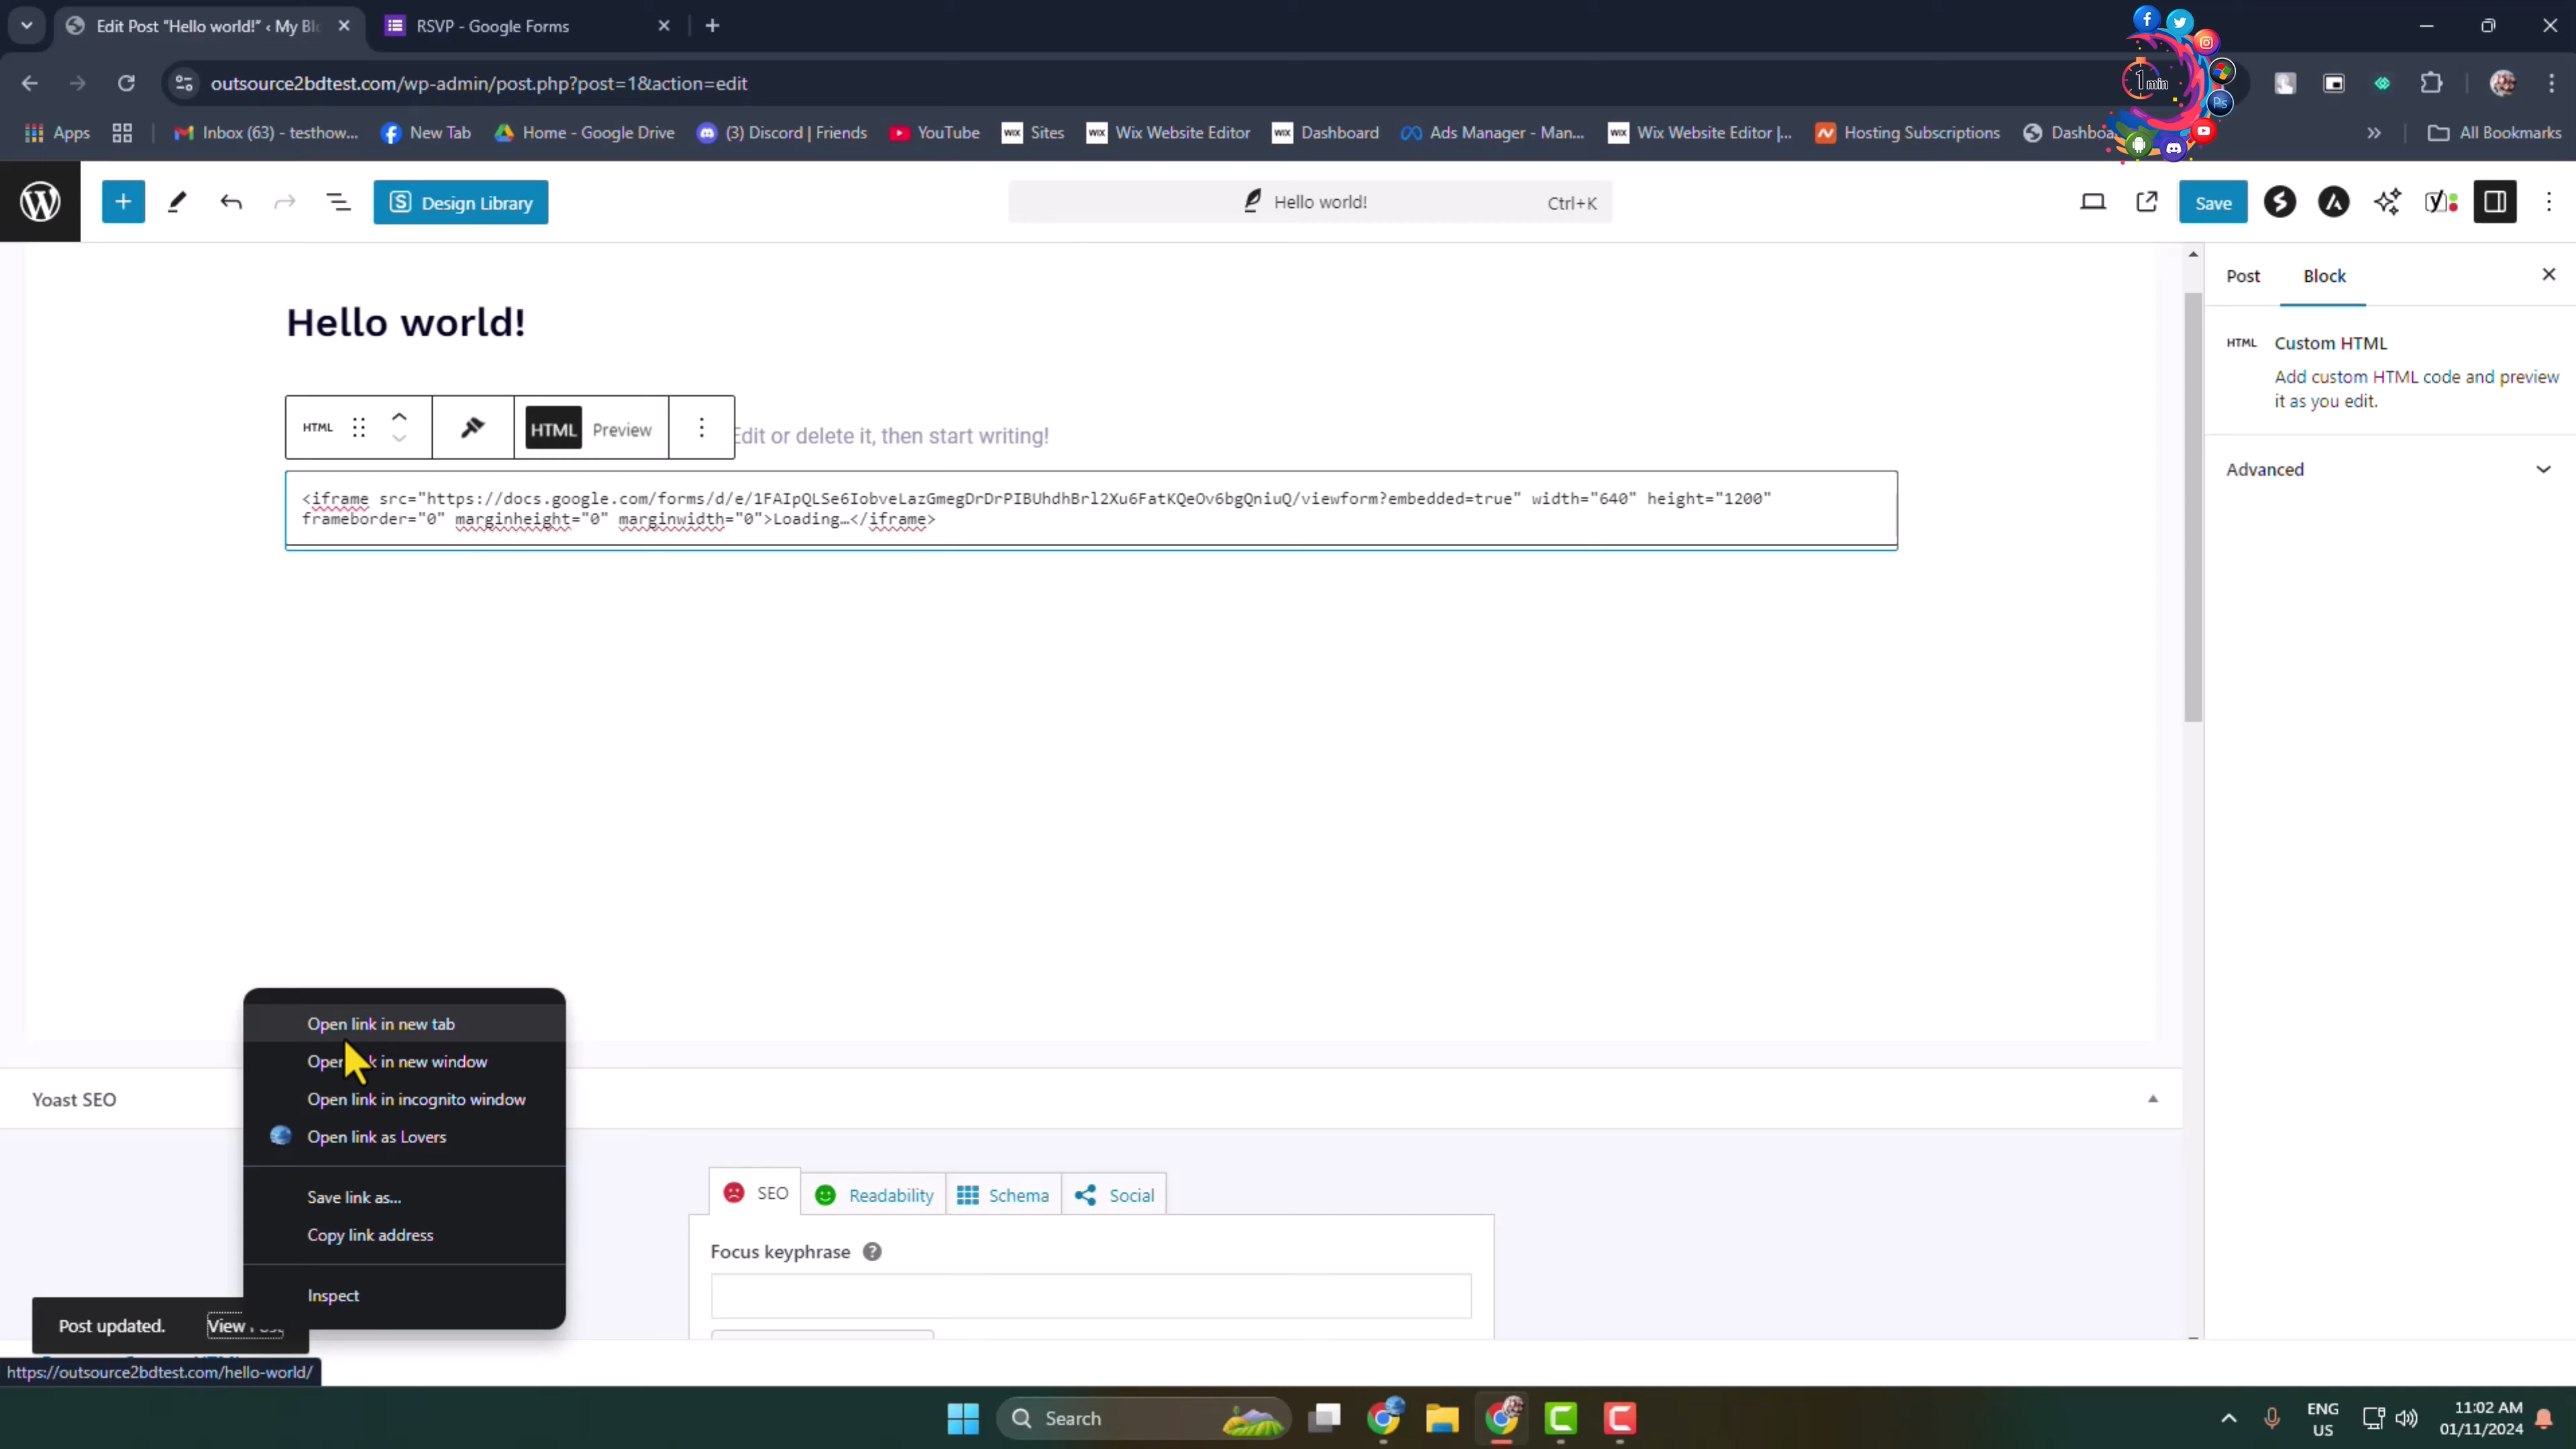 Edit Post "Hello world!" ‹ My Blo
RSVP - Google Forms
outsource2bdtest.com/wp-admin/post.php?post=1&action=edit
1 min
Ps
Apps
Inbox (63) - testhow...
New Tab
Home - Google Drive
(3) Discord | Friends
YouTube
WIX Sites
WIX Wix Website Editor
WIX Dashboard
Ads Manager - Man...
WIX Wix Website Editor |...
Hosting Subscriptions
All Bookmarks
Design Library
Hello world!
Ctrl+K
Save
Post
Block
Hello world!
HTML
Custom HTML
Add custom HTML code and preview
it as you edit.
HTML
HTML
Preview
Edit or delete it, then start writing!
Advanced
<iframe src="https://docs.google.com/forms/d/e/1FAIpQLSe6IobveLazGmegDrDrPIBUhdhBrl2Xu6FatKQeOv6bgQniuQ/viewform?embedded=true" width="640" height="1200"
frameborder="0" marginheight="0" marginwidth="0">Loading…</iframe>
Open link in new tab
in new window
Open link in incognito window
Open link as Lovers
Save link as...
Copy link address
Inspect
Yoast SEO
SEO
Readability
Schema
Social
Focus keyphrase
?
Post updated.
View
https://outsource2bdtest.com/hello-world/
Search
ENG
US
11:02 AM
01/11/2024